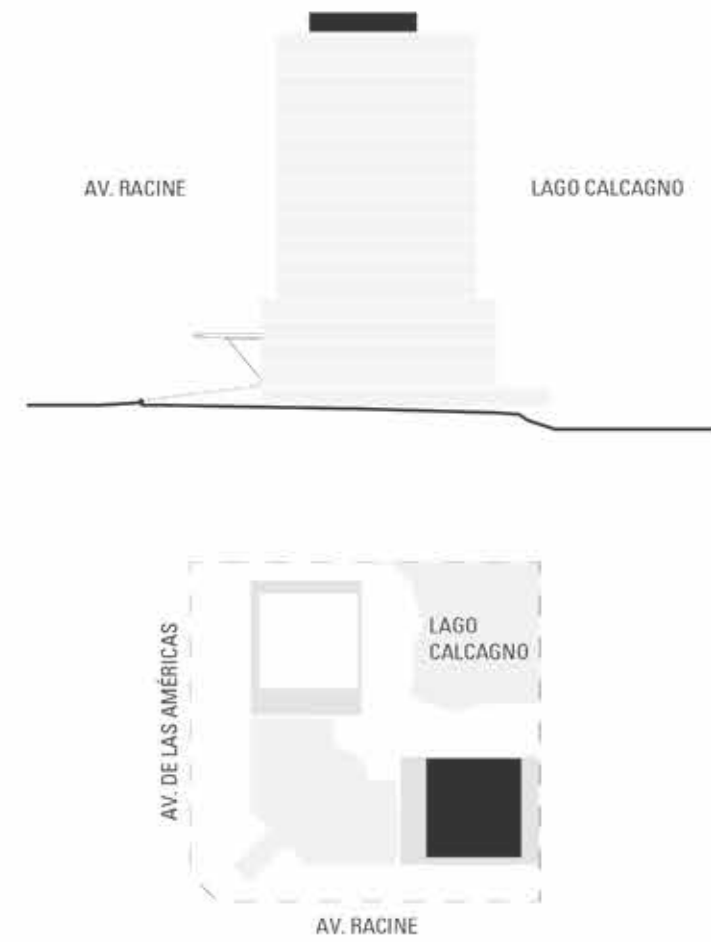 AV. RACINE
LAGO CALCAGNO
LAGO
CALCAGNO
AV. DE LAS AMÉRICAS
AV. RACINE